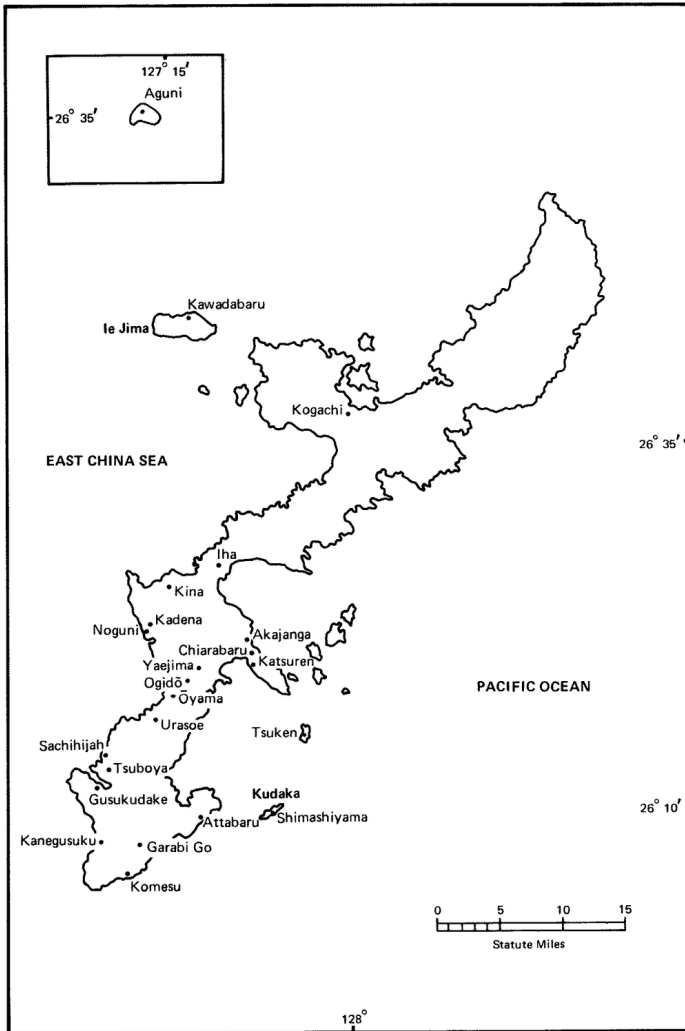 127° 15′
Aguni
26° 35′
Kawadabaru
Ie Jima
Kogachi
EAST CHINA SEA
26° 35′
Iha
Kina
Kadena
Noguni
Akajanga
Chiarabaru
Katsuren
Yaejima
Ogidō
Ōyama
PACIFIC OCEAN
Urasoe
Tsuken
Sachihijah
Tsuboya
Gusukudake
Kudaka
Shimashiyama
26° 10′
Attabaru
Kanegusuku
Garabi Go
Komesu
0 5 10 15
Statute Miles
128°